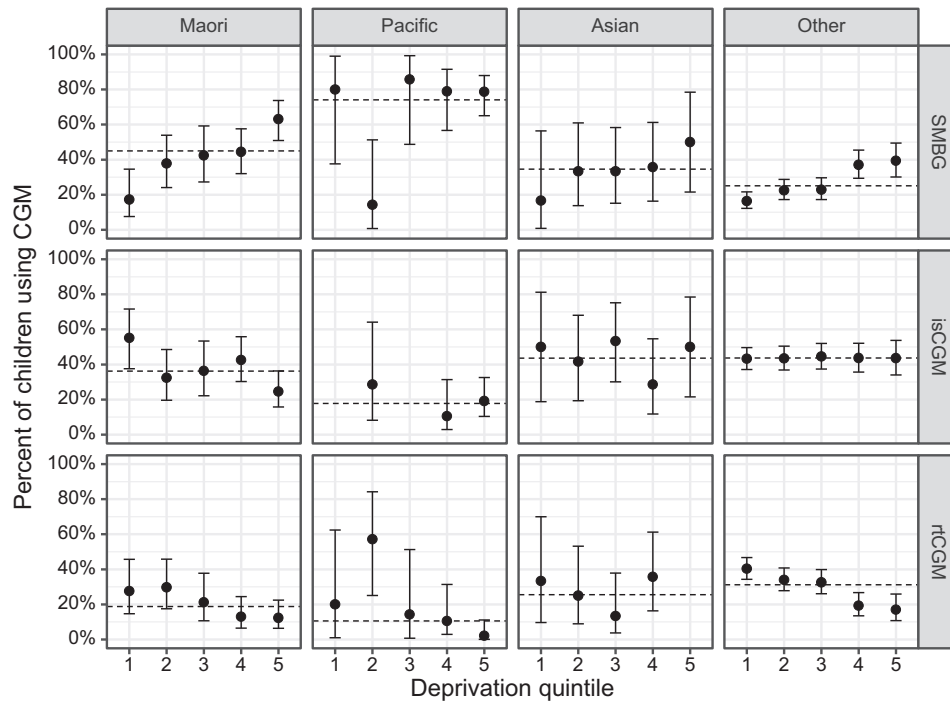 Maori Pacific Asian Other
Percent of children using CGM
100%
80%
60%
40%
20%
0%
SMBG
100%
80%
60%
40%
20%
0%
isCGM
100%
80%
60%
40%
20%
0%
rtCGM
1 2 3 4 5 1 2 3 4 5 1 2 3 4 5 1 2 3 4 5
Deprivation quintile